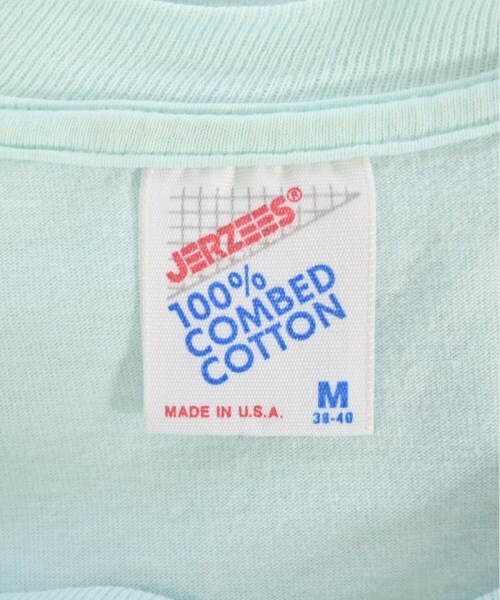 JERZEES®
100%
COMBED
COTTON
M
MADE IN U.S.A.
38-40